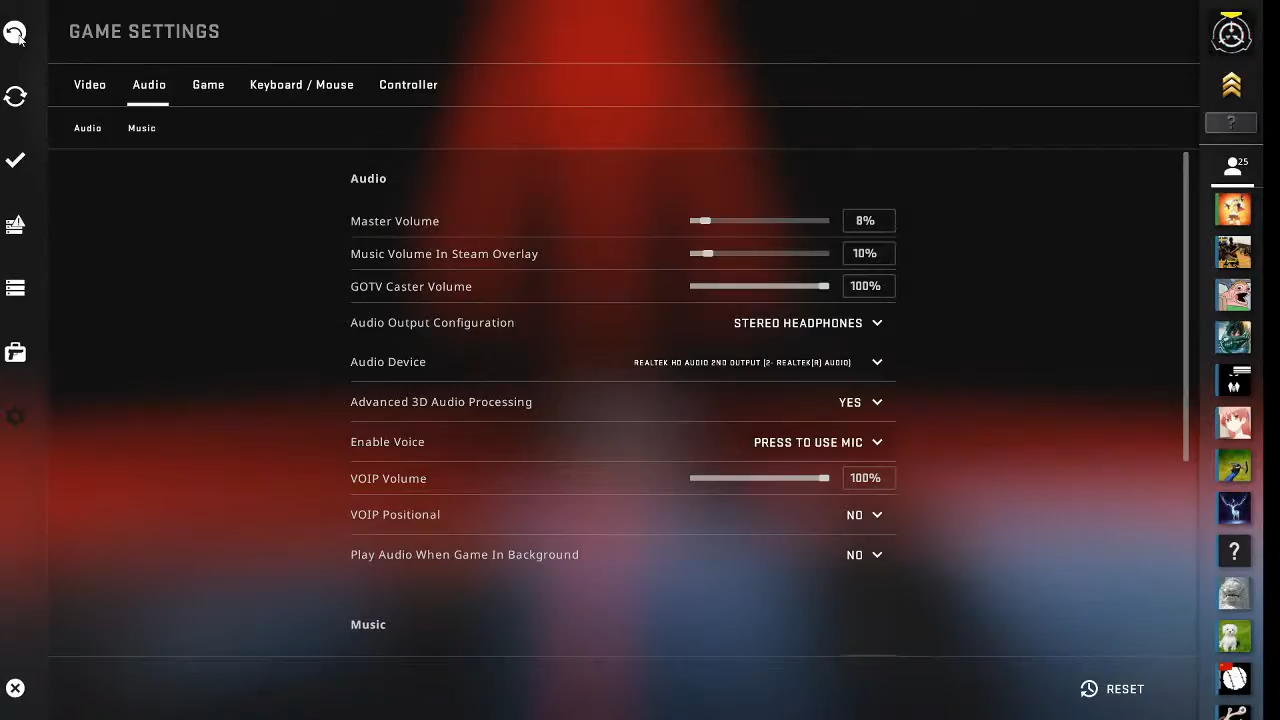 GAME SETTINGS
Video Audio Game Keyboard / Mouse Controller
Audio Music
Audio
Master Volume 8%
Music Volume In Steam Overlay 10%
GOTV Caster Volume 100%
Audio Output Configuration STEREO HEADPHONES
Audio Device REALTEK HD AUDIO 2ND OUTPUT (2- REALTEK(R) AUDIO)
Advanced 3D Audio Processing YES
Enable Voice PRESS TO USE MIC
VOIP Volume 100%
VOIP Positional NO
Play Audio When Game In Background NO
Music
RESET
?
25
?